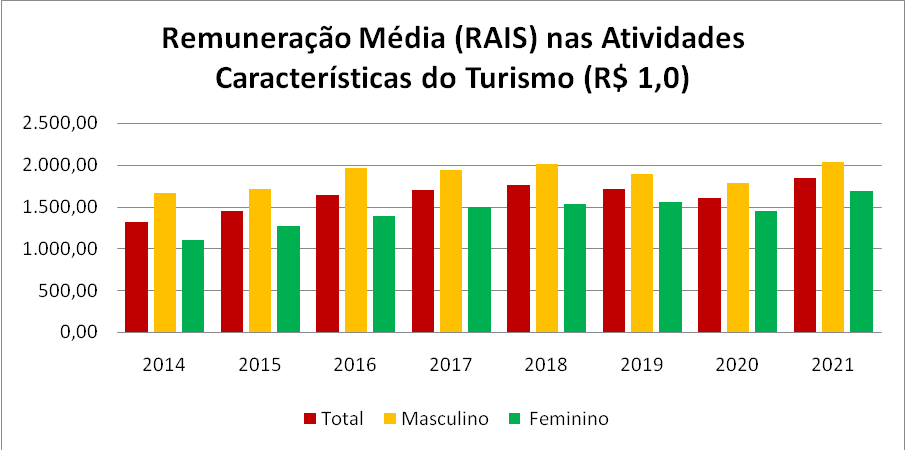 Remuneração Média (RAIS) nas Atividades
Características do Turismo (R$ 1,0)
2.500,00
2.000,00
1.500,00
1.000,00
500,00
0,00
2014 2015 2016 2017 2018 2019 2020 2021
Total Masculino Feminino